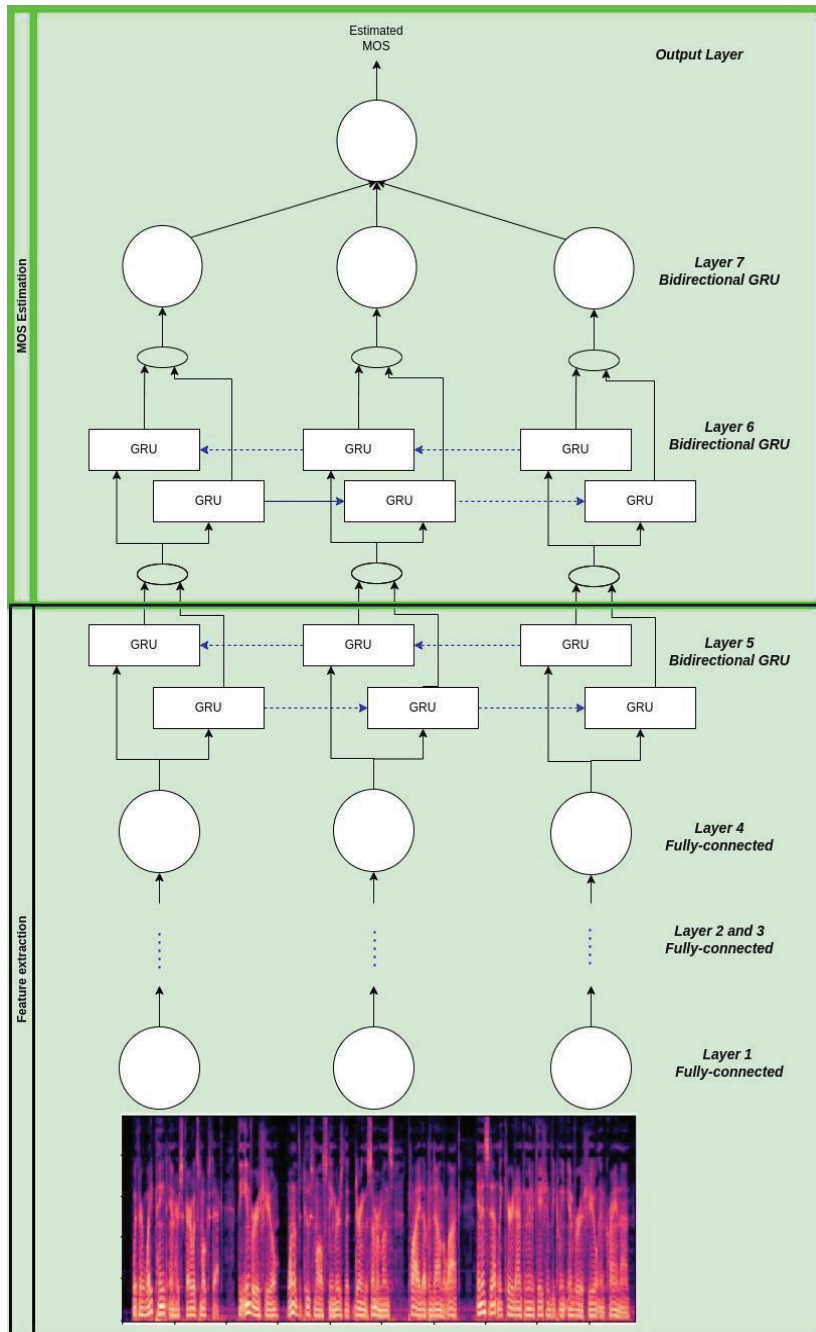 Estimated
MOS
Output Layer
MOS Estimation
Layer 7
Bidirectional GRU
GRU
GRU
GRU
Layer 6
Bidirectional GRU
GRU
GRU
GRU
GRU
GRU
GRU
Layer 5
Bidirectional GRU
GRU
GRU
GRU
Layer 4
Fully-connected
Feature extraction
Layer 2 and 3
Fully-connected
Layer 1
Fully-connected